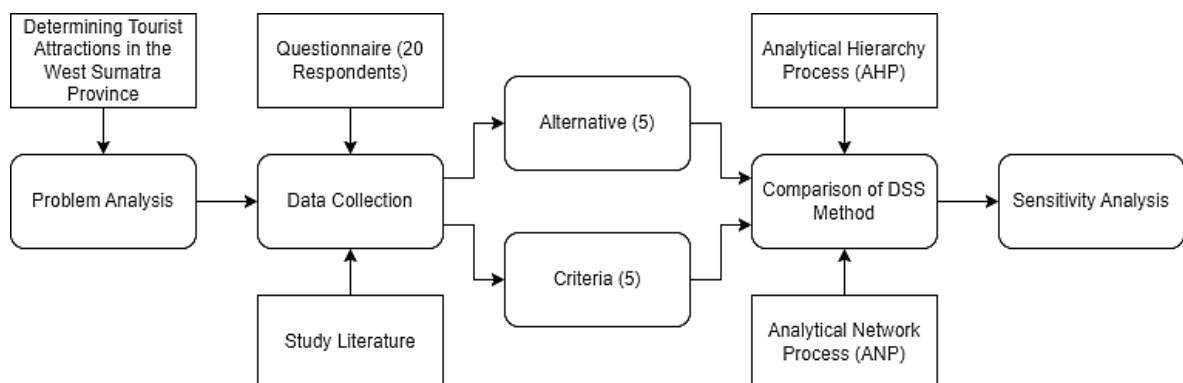 Determining Tourist
Attractions in the
West Sumatra
Province
Questionnaire (20
Respondents)
Analytical Hierarchy
Process (AHP)
Alternative (5)
Problem Analysis
Data Collection
Comparison of DSS
Method
Sensitivity Analysis
Criteria (5)
Study Literature
Analytical Network
Process (ANP)